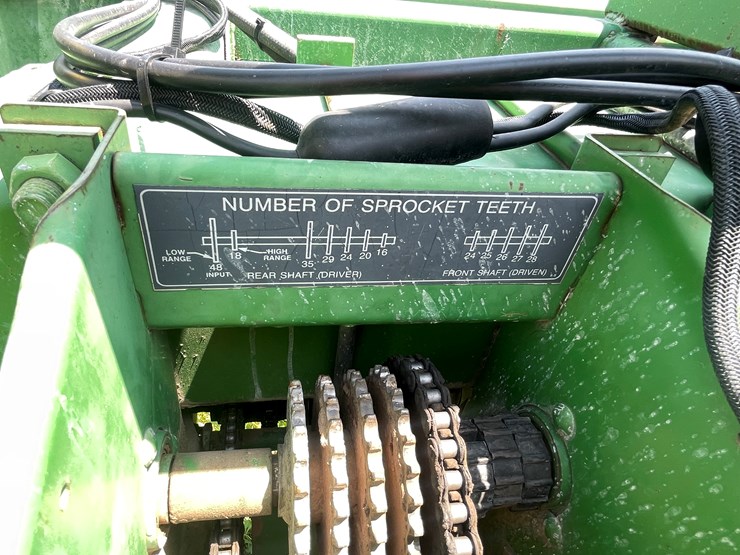 NUMBER OF SPROCKET TEETH
LOW RANGE
48
INPUT
18
HIGH RANGE
35 29 24 20 16
REAR SHAFT (DRIVER)
24 25 26 27 28
FRONT SHAFT (DRIVEN)